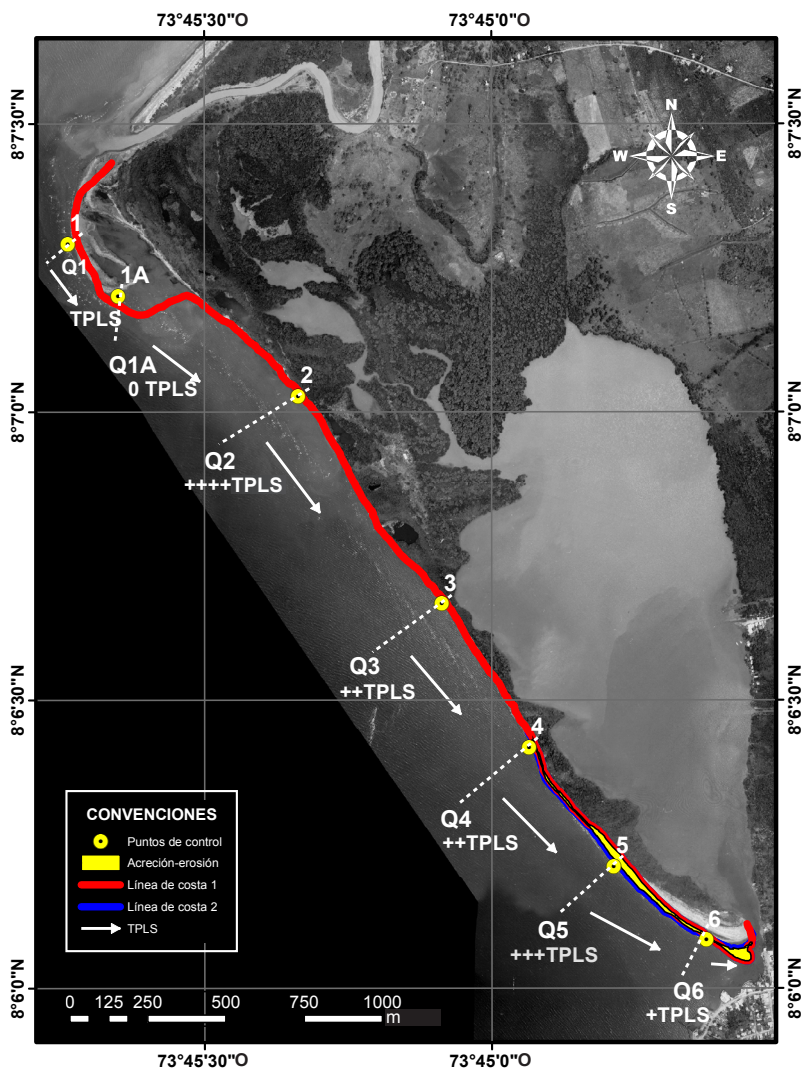 73°45'30"O
73°45'0"O
8°7'30"N
8°7'30"N
N
W
E
S
1
Q1
1A
TPLS
Q1A
0 TPLS
2
8°7'0"N
8°7'0"N
Q2
++++TPLS
3
Q3
++TPLS
8°6'30"N
8°6'30"N
4
Q4
++TPLS
CONVENCIONES
Puntos de control
Acreción-erosión
Línea de costa 1
Línea de costa 2
TPLS
5
Q5
+++TPLS
6
Q6
+TPLS
8°6'0"N
8°6'0"N
0 125 250 500 750 1000
m
73°45'30"O
73°45'0"O